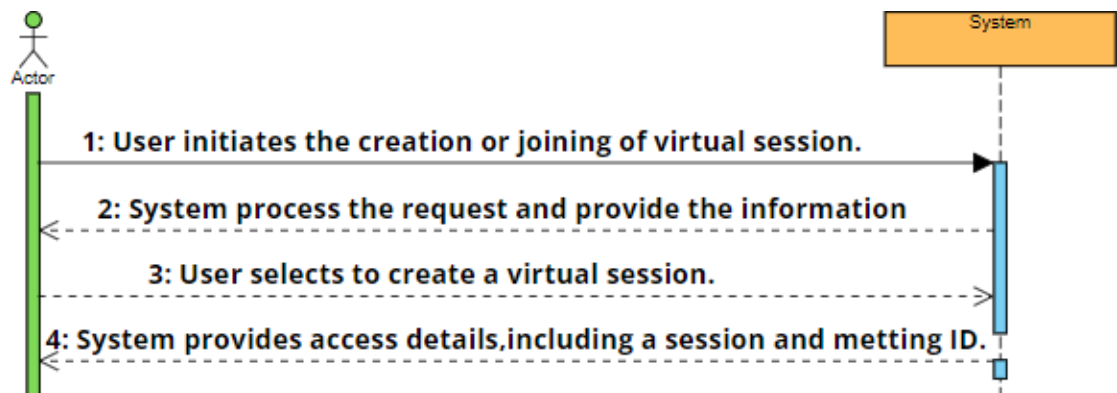 System
Actor
1: User initiates the creation or joining of virtual session.
2: System process the request and provide the information
3: User selects to create a virtual session.
4: System provides access details,including a session and metting ID.